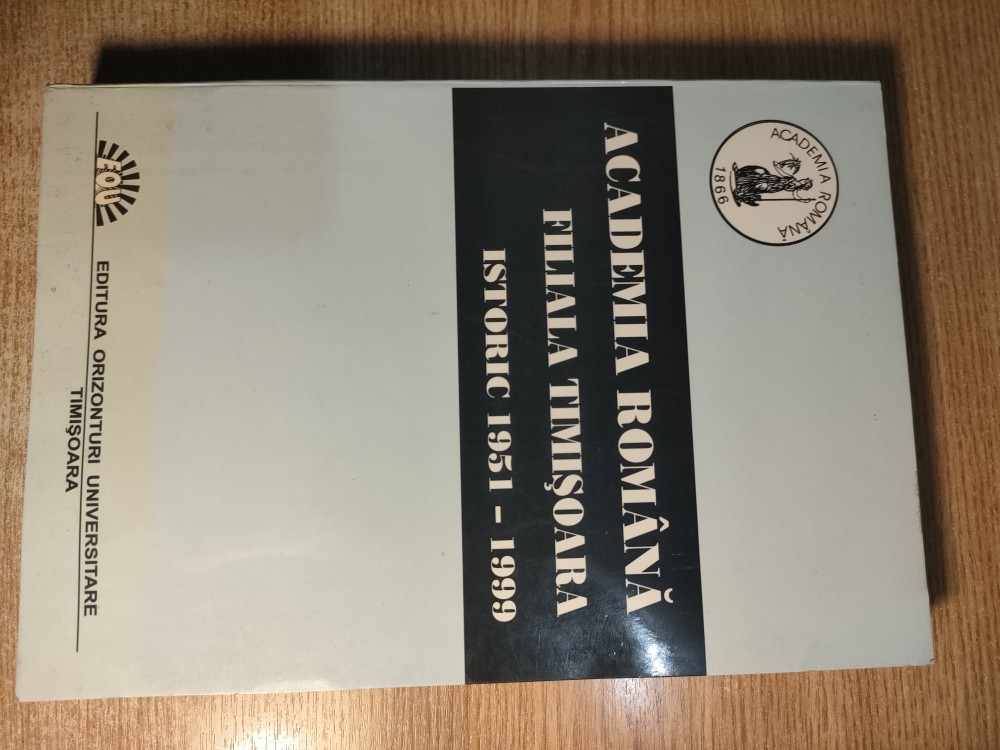 ACADEMIA ROMÂNĂ
1866
ACADEMIA ROMÂNĂ
FILIALA TIMIŞOARA
ISTORIC 1951 – 1999
EOU
EDITURA ORIZONTURI UNIVERSITARE
TIMIŞOARA